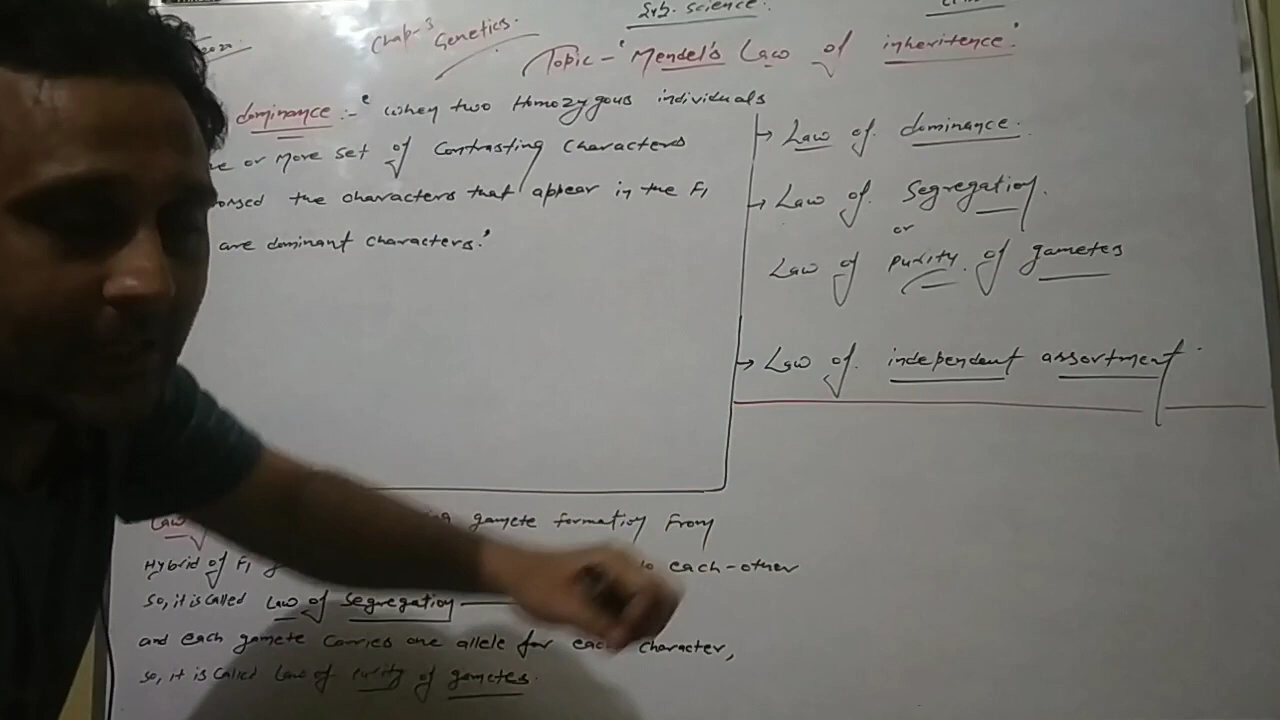 Sub. science.
Chap-3 Genetics.
Topic - 'Mendel's Law of inheritence'
dominance :- ' when two Homozygous individuals
or More set of Contrasting Characters
the characters that appear in the F1
are dominant characters.'
→ Law of. dominance.
→ Law of. Segregation.
or
Law of purity of gametes
→ Law of. independent assortment.
Law gamete formation From
Hybrid of F1 each-other
So, it is called Law of Segregation
and each gamete carries one allele for each character,
so, it is called Law of purity of gametes.